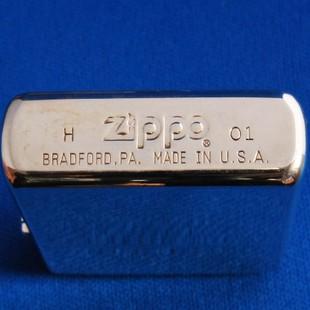 H Zippo® 01
BRADFORD,PA. MADE IN U.S.A.